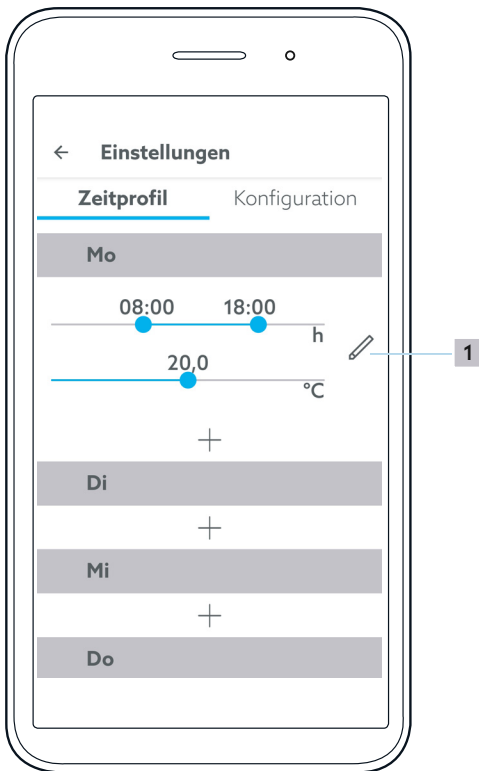 ← Einstellungen
Zeitprofil Konfiguration
Mo
08:00 18:00
h
1
20,0
°C
+
Di
+
Mi
+
Do